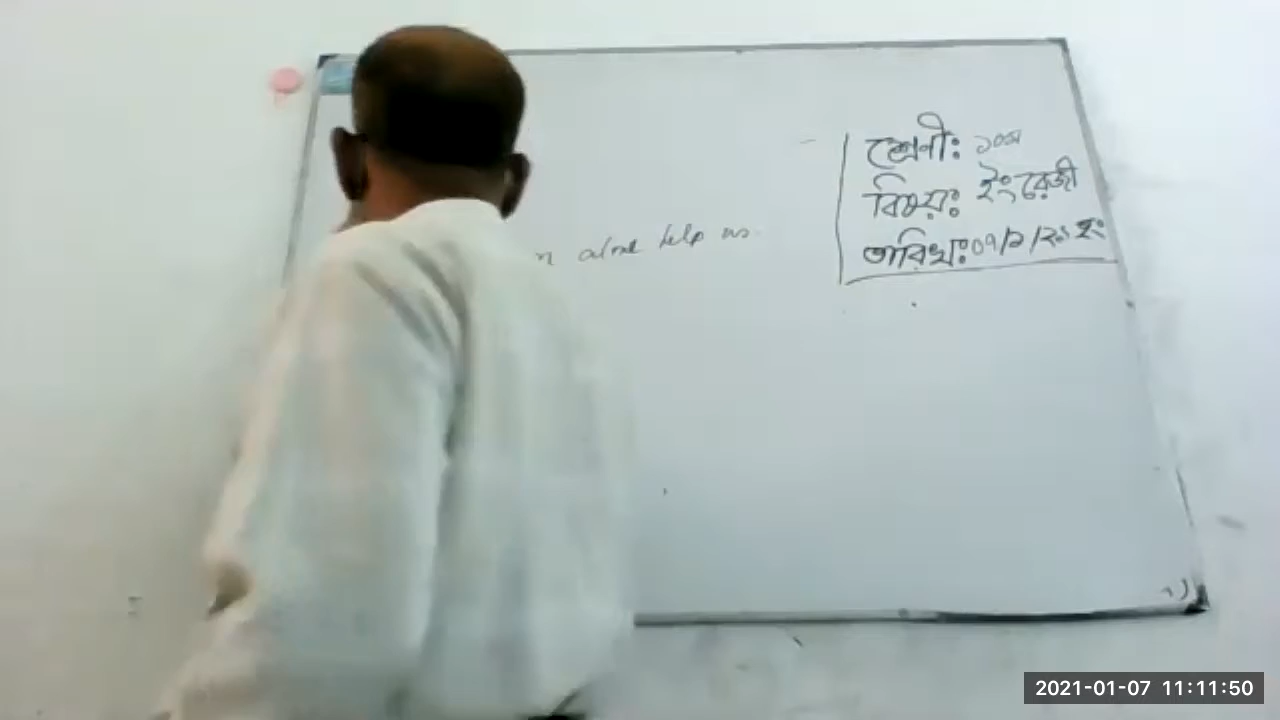 শ্রেণী: ১০ম
বিষয়: ইংরেজী
তারিখ: ০৭/১/২১ ইং
alone help us.
2021-01-07 11:11:50